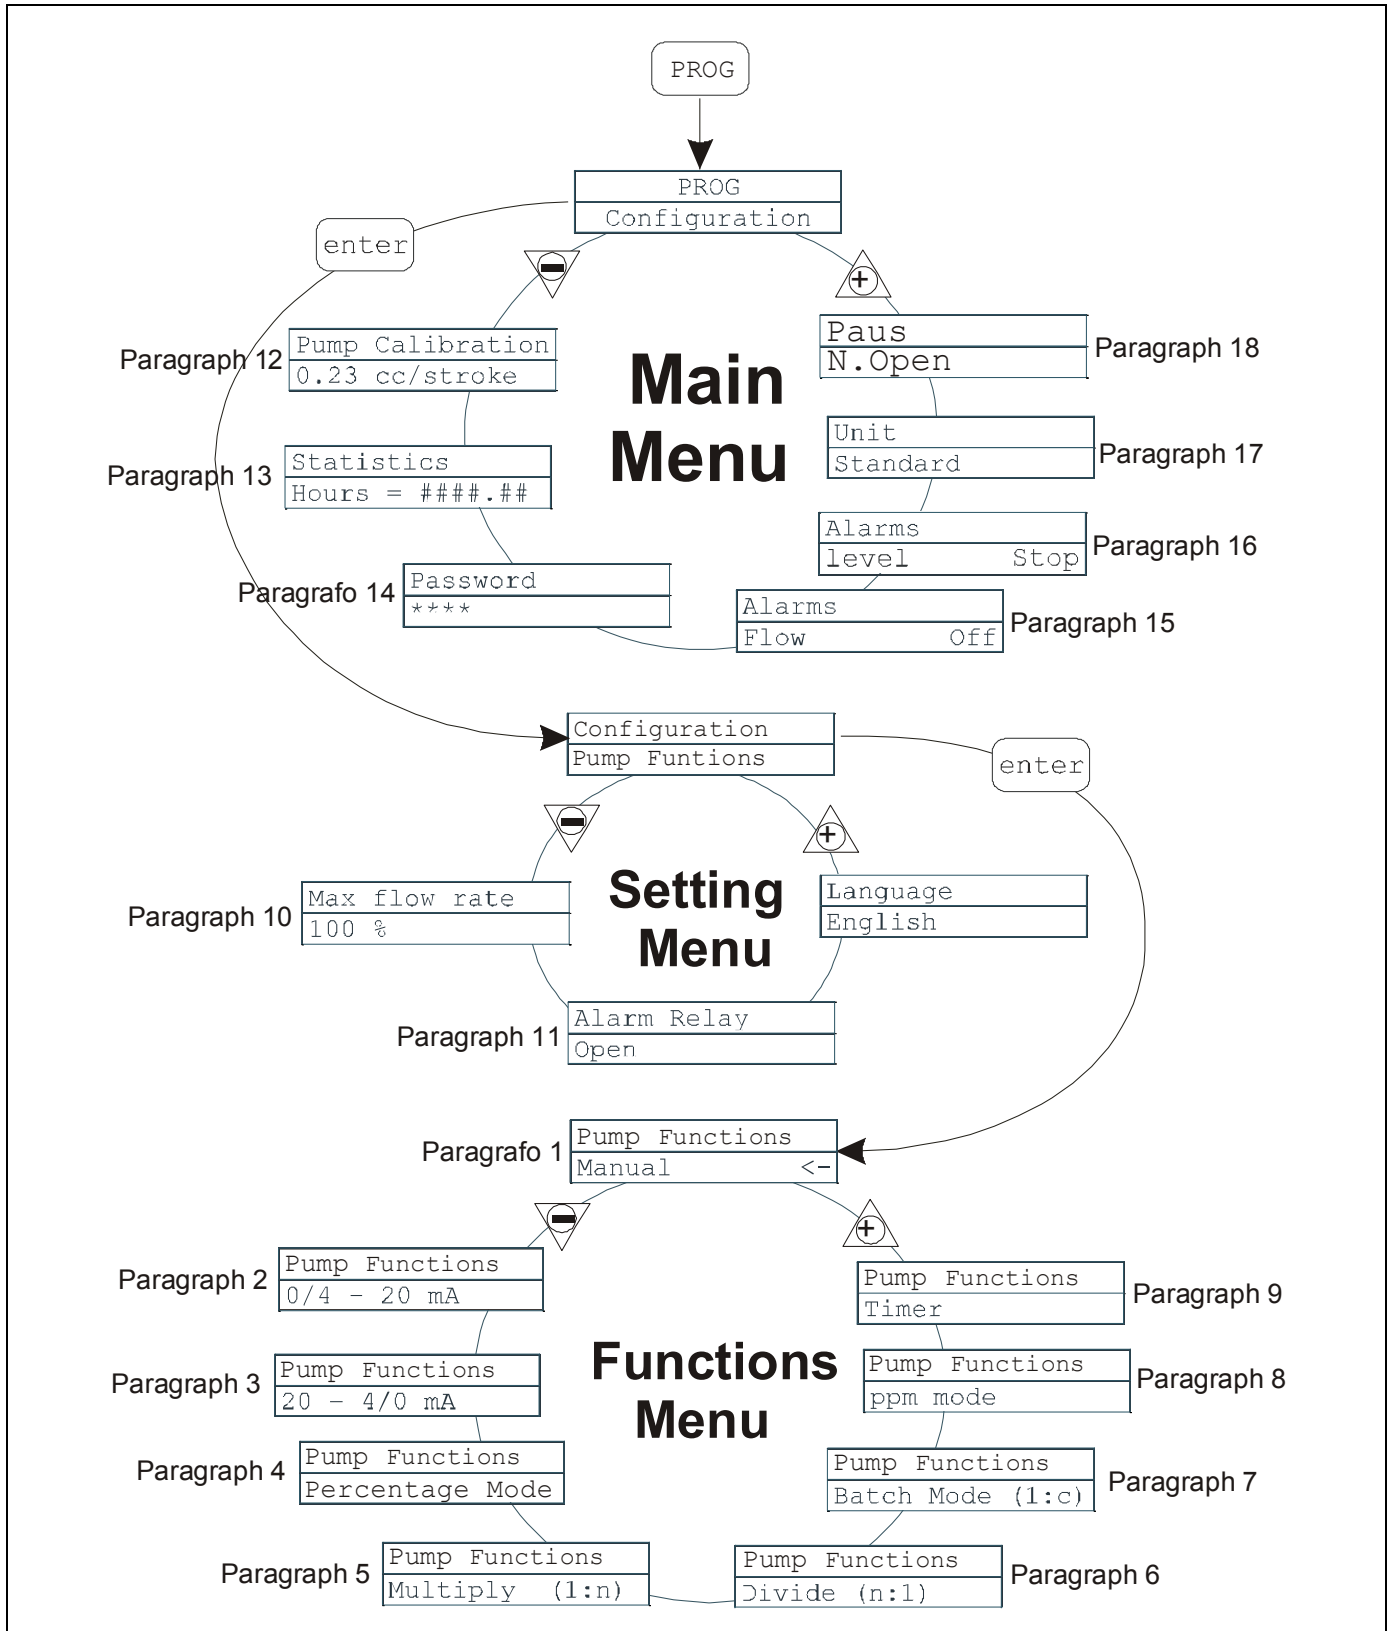 PROG
PROG
Configuration
enter
Paragraph 12
Pump Calibration
0.23 cc/stroke
Main
Menu
Paus
N.Open
Paragraph 18
Unit
Standard
Paragraph 17
Paragraph 13
Statistics
Hours = ####.##
Alarms
level Stop
Paragraph 16
Paragrafo 14
Password
****
Alarms
Flow Off
Paragraph 15
Configuration
Pump Funtions
enter
Setting
Menu
Paragraph 10
Max flow rate
100 %
Language
English
Paragraph 11
Alarm Relay
Open
Paragrafo 1
Pump Functions
Manual <-
Paragraph 2
Pump Functions
0/4 - 20 mA
Pump Functions
Timer
Paragraph 9
Functions
Menu
Paragraph 3
Pump Functions
20 - 4/0 mA
Pump Functions
ppm mode
Paragraph 8
Paragraph 4
Pump Functions
Percentage Mode
Pump Functions
Batch Mode (1:c)
Paragraph 7
Paragraph 5
Pump Functions
Multiply (1:n)
Pump Functions
Divide (n:1)
Paragraph 6